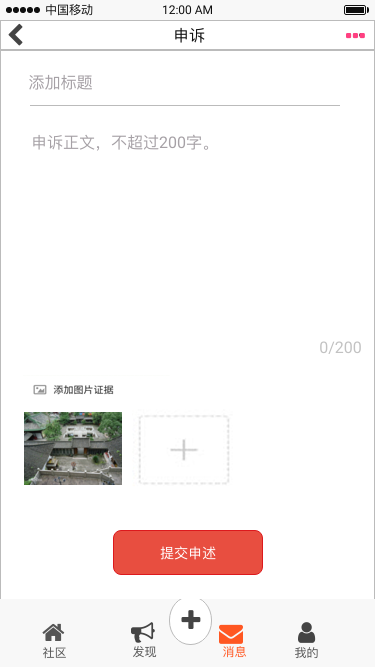 中国移动 12:00 AM
申诉
添加标题
申诉正文，不超过200字。
0/200
添加图片证据
提交申述
社区 发现 消息 我的